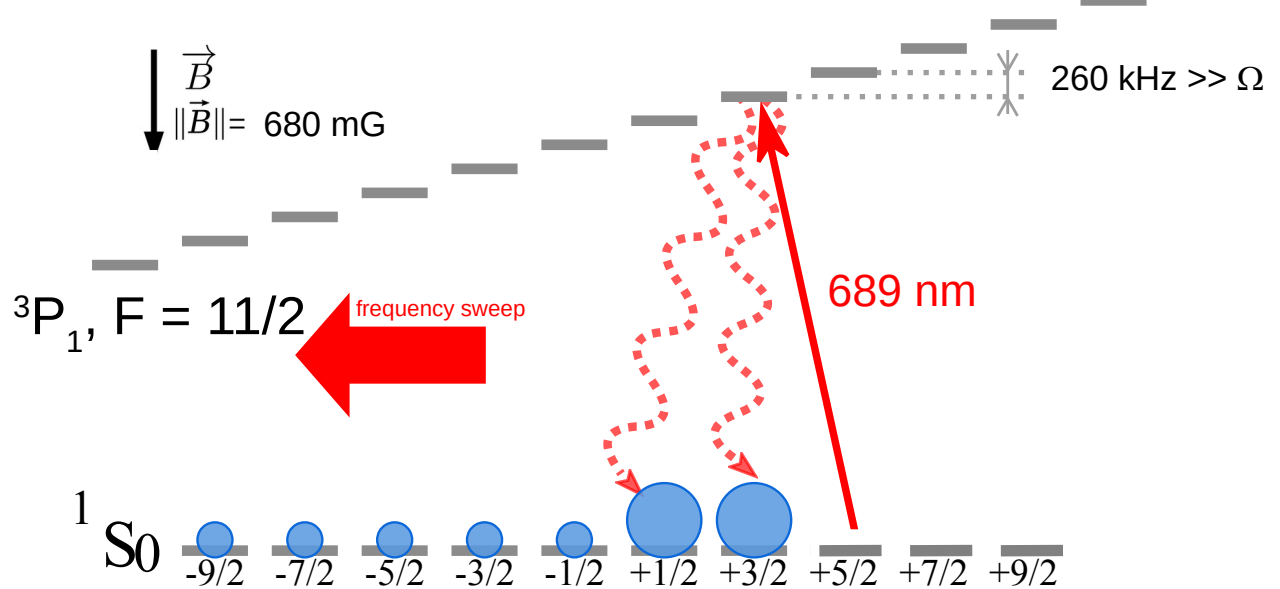 B⃗
||B⃗||= 680 mG
260 kHz >> Ω
689 nm
frequency sweep
³P₁, F = 11/2
¹S₀
-9/2 -7/2 -5/2 -3/2 -1/2 +1/2 +3/2 +5/2 +7/2 +9/2